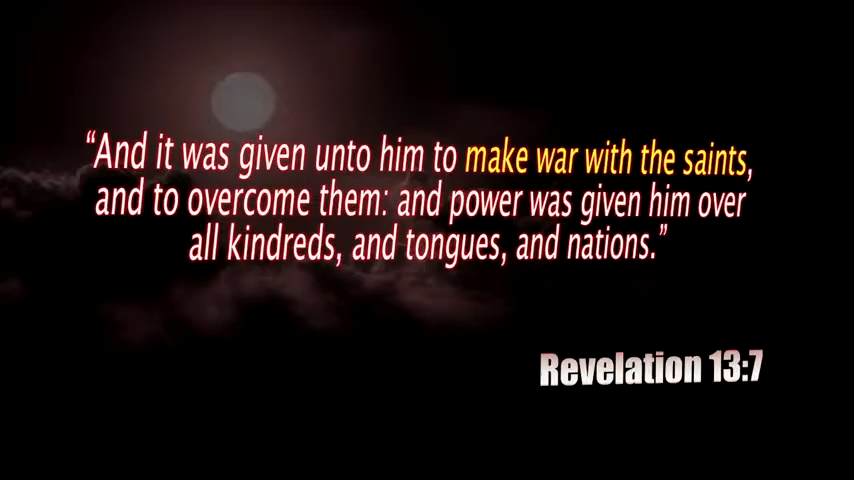 “And it was given unto him to make war with the saints,
and to overcome them: and power was given him over
all kindreds, and tongues, and nations.”
Revelation 13:7